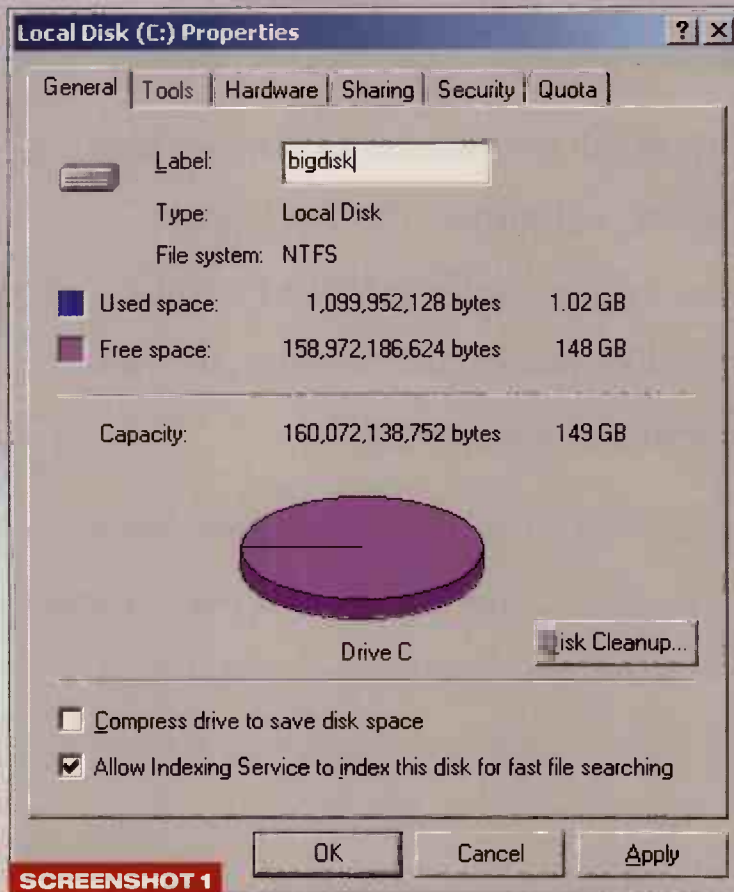 Local Disk (C:) Properties
General Tools Hardware Sharing Security Quota
Label: bigdisk
Type: Local Disk
File system: NTFS
Used space: 1,099,952,128 bytes 1.02 GB
Free space: 158,972,186,624 bytes 148 GB
Capacity: 160,072,138,752 bytes 149 GB
Drive C
Disk Cleanup...
Compress drive to save disk space
Allow Indexing Service to index this disk for fast file searching
OK Cancel Apply
SCREENSHOT 1